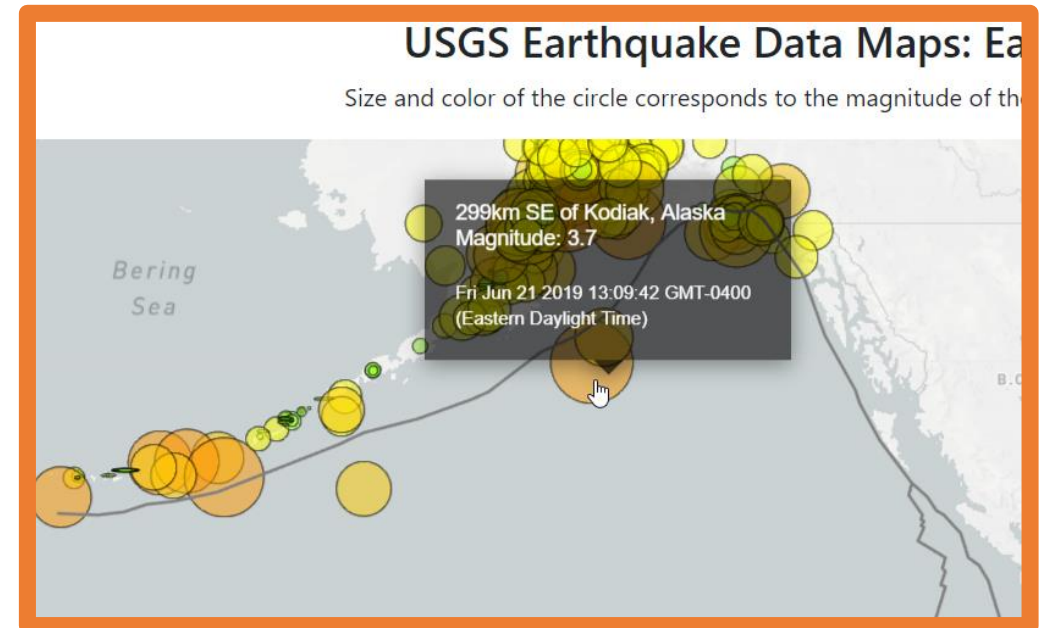 USGS Earthquake Data Maps: Ea
Size and color of the circle corresponds to the magnitude of th
299km SE of Kodiak, Alaska
Magnitude: 3.7
Fri Jun 21 2019 13:09:42 GMT-0400
(Eastern Daylight Time)
Bering
Sea
B.C